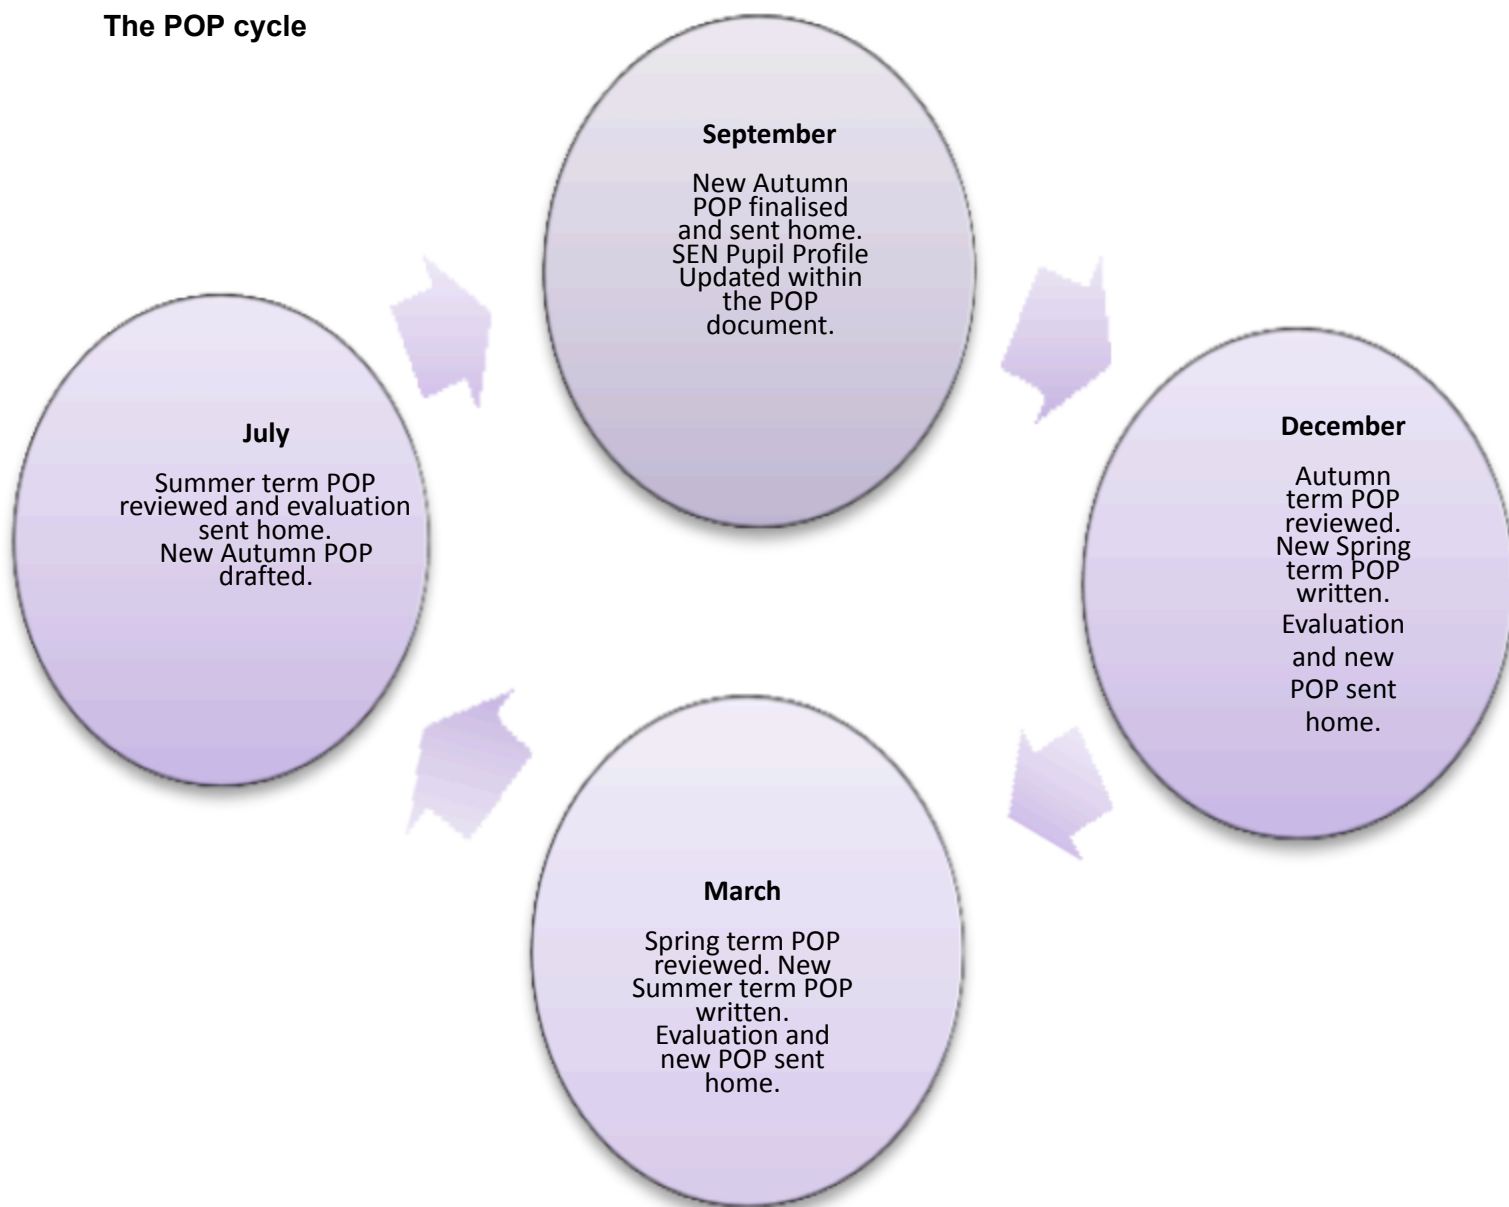 The POP cycle
September
New Autumn
POP finalised
and sent home.
SEN Pupil Profile
Updated within
the POP
document.
December
Autumn
term POP
reviewed.
New Spring
term POP
written.
Evaluation
and new
POP sent
home.
March
Spring term POP
reviewed. New
Summer term POP
written.
Evaluation and
new POP sent
home.
July
Summer term POP
reviewed and evaluation
sent home.
New Autumn POP
drafted.